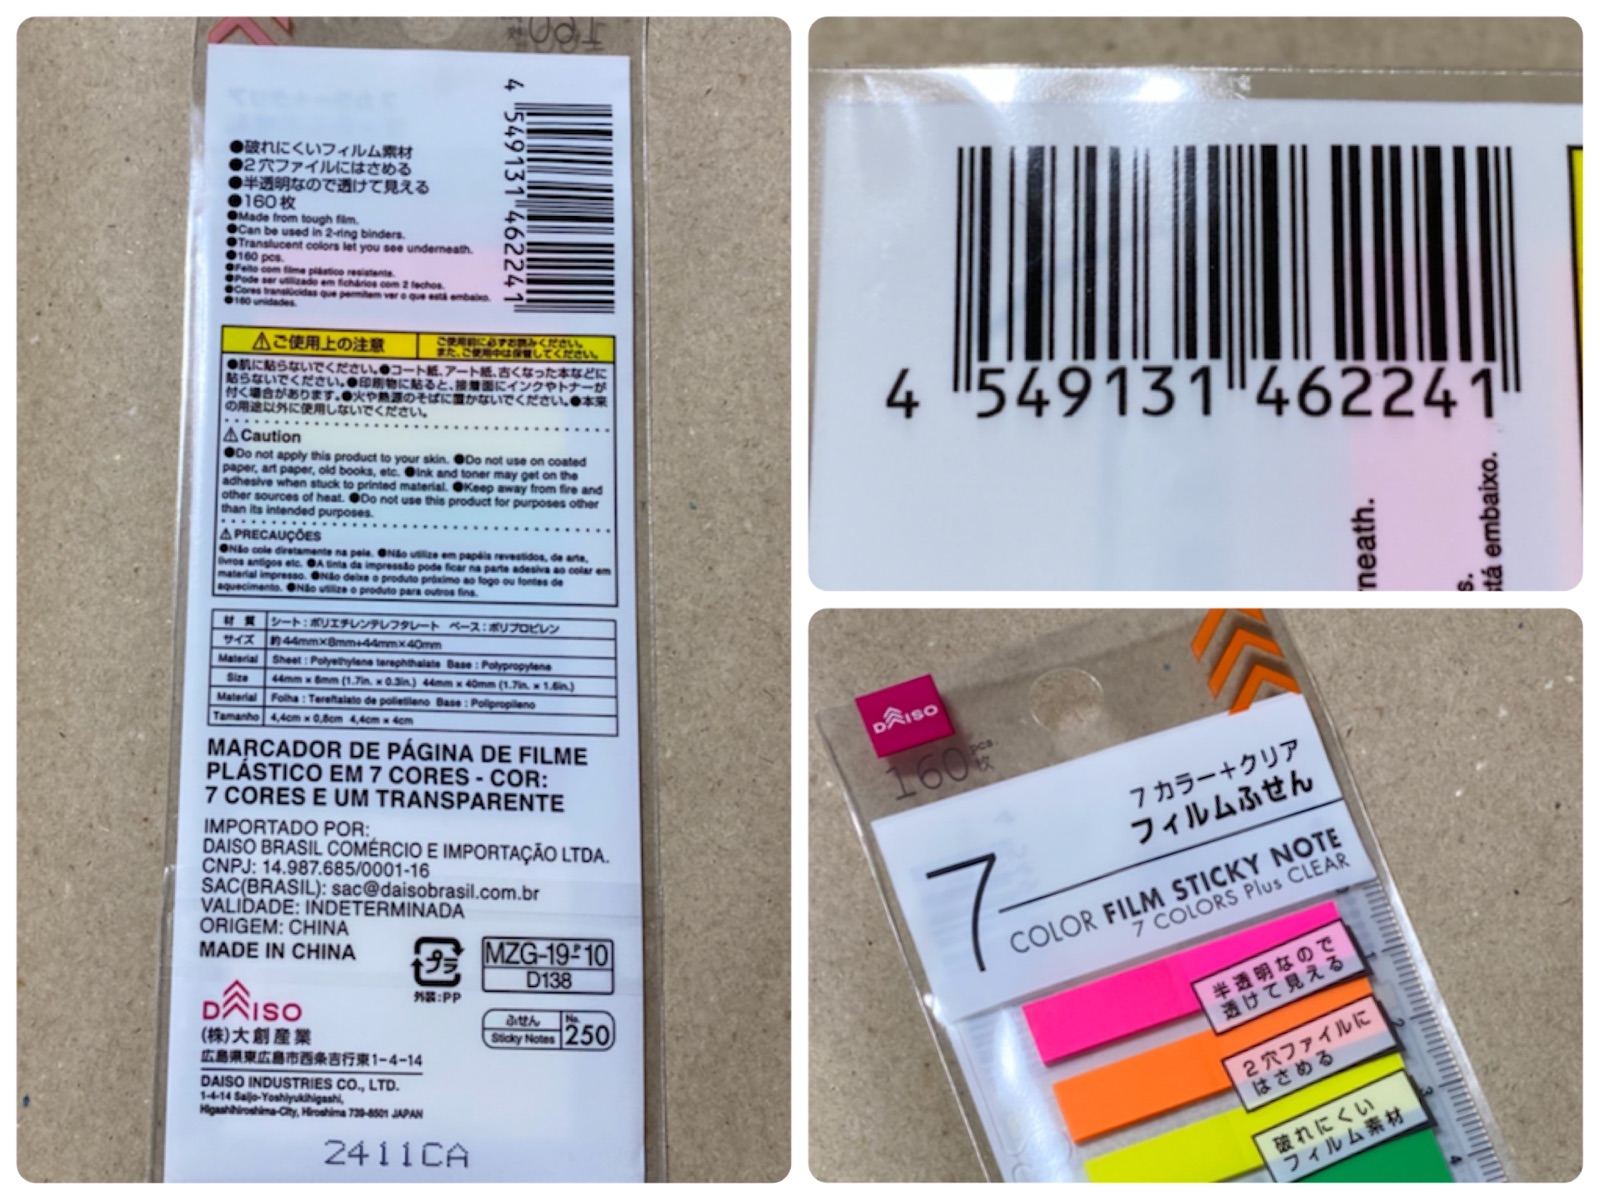 4 549131 462241
●破れにくいフィルム素材
●2穴ファイルにはさめる
●半透明なので透けて見える
●160枚
●Made from tough film.
●Can be used in 2-ring binders.
●Translucent colors let you see underneath.
●160 pcs.
●Feito com filme plástico resistente.
●Pode ser utilizado em fichários com 2 fechos.
●Cores translúcidas que permitem ver o que está embaixo.
●160 unidades.
⚠ご使用上の注意
ご使用前に必ずお読みください。
また、ご使用中は保管してください。
●肌に貼らないでください。●コート紙、アート紙、古くなった本などに
貼らないでください。●印刷物に貼ると、接着面にインクやトナーが
付く場合があります。●火や熱源のそばに置かないでください。●本来
の用途以外に使用しないでください。
⚠Caution
●Do not apply this product to your skin. ●Do not use on coated
paper, art paper, old books, etc. ●Ink and toner may get on the
adhesive when stuck to printed material. ●Keep away from fire and
other sources of heat. ●Do not use this product for purposes other
than its intended purposes.
⚠PRECAUÇÕES
●Não cole diretamente na pele. ●Não utilize em papéis revestidos, de arte,
livros antigos etc. ●A tinta da impressão pode ficar na parte adesiva ao colar em
material impresso. ●Não deixe o produto próximo ao fogo ou fontes de
aquecimento. ●Não utilize o produto para outros fins.
材質 シート：ポリエチレンテレフタレート ベース：ポリプロピレン
サイズ 約44mm×8mm+44mm×40mm
Material Sheet : Polyethylene terephthalate Base : Polypropylene
Size 44mm × 8mm (1.7in. × 0.3in.) 44mm × 40mm (1.7in. × 1.6in.)
Material Folha : Tereftalato de polietileno Base : Polipropileno
Tamanho 4,4cm × 0,8cm 4,4cm × 4cm
MARCADOR DE PÁGINA DE FILME
PLÁSTICO EM 7 CORES - COR:
7 CORES E UM TRANSPARENTE
IMPORTADO POR:
DAISO BRASIL COMÉRCIO E IMPORTAÇÃO LTDA.
CNPJ: 14.987.685/0001-16
SAC(BRASIL): sac@daisobrasil.com.br
VALIDADE: INDETERMINADA
ORIGEM: CHINA
MADE IN CHINA
プラ
外装:PP
MZG-19-P10
D138
ふせん
Sticky Notes
No. 250
DAISO
(株)大創産業
広島県東広島市西条吉行東1-4-14
DAISO INDUSTRIES CO., LTD.
1-4-14 Saijo-Yoshiyukihigashi,
Higashihiroshima-City, Hiroshima 739-8501 JAPAN
2411CA
4 549131 462241
neath.
s.
stá embaixo.
DAISO
160 pcs. 枚
7カラー+クリア
フィルムふせん
7 COLOR FILM STICKY NOTE
7 COLORS Plus CLEAR
半透明なので
透けて見える
2穴ファイルに
はさめる
破れにくい
フィルム素材
1
2
3
4